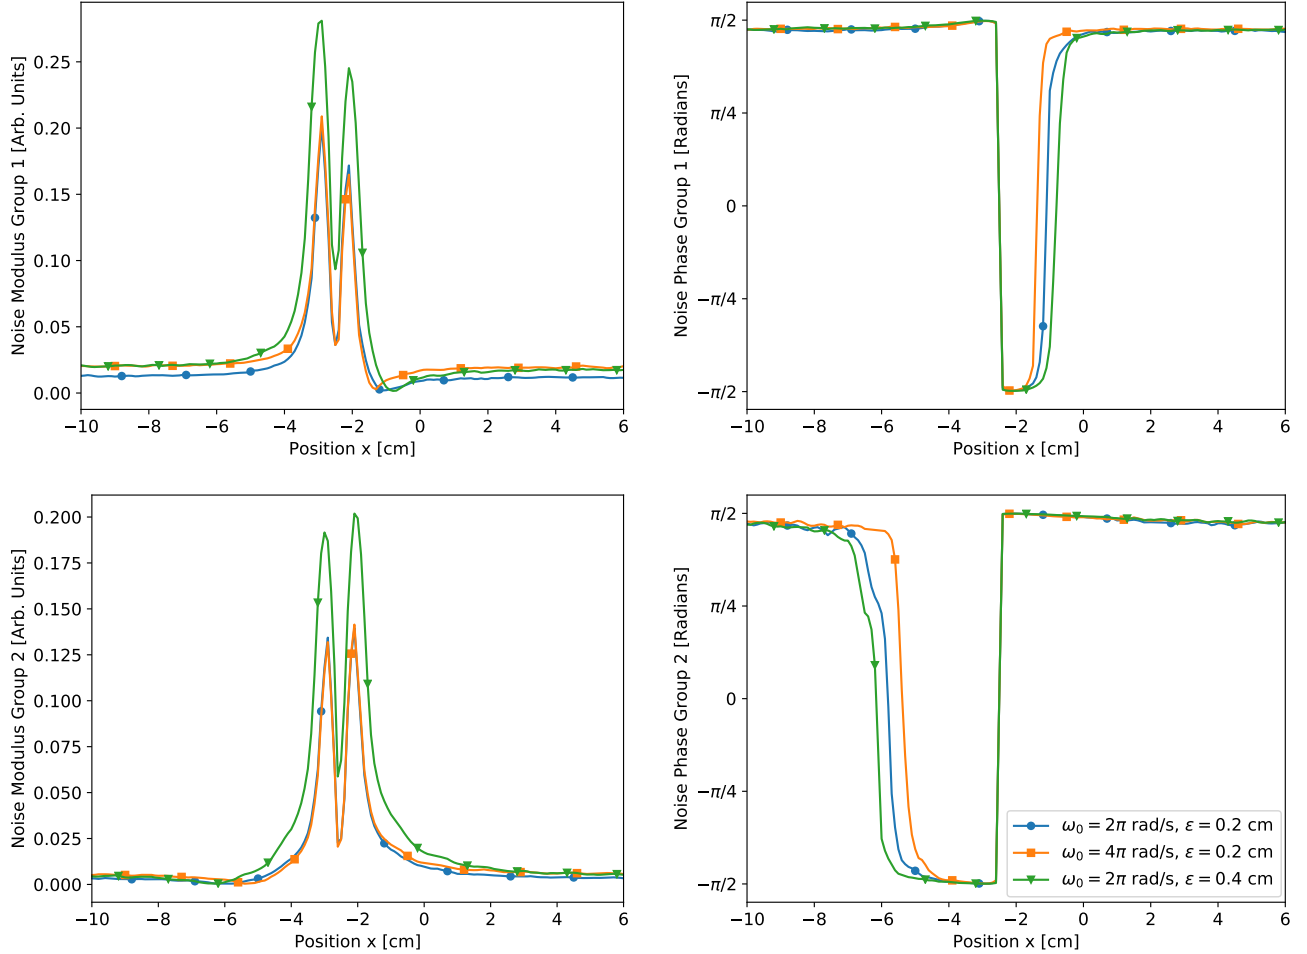 Noise Modulus Group 1 [Arb. Units]
0.25
0.20
0.15
0.10
0.05
0.00
−10 −8 −6 −4 −2 0 2 4 6
Position x [cm]
Noise Phase Group 1 [Radians]
π/2
π/4
0
−π/4
−π/2
−10 −8 −6 −4 −2 0 2 4 6
Position x [cm]
Noise Modulus Group 2 [Arb. Units]
0.200
0.175
0.150
0.125
0.100
0.075
0.050
0.025
0.000
−10 −8 −6 −4 −2 0 2 4 6
Position x [cm]
Noise Phase Group 2 [Radians]
π/2
π/4
0
−π/4
−π/2
ω₀ = 2π rad/s, ε = 0.2 cm
ω₀ = 4π rad/s, ε = 0.2 cm
ω₀ = 2π rad/s, ε = 0.4 cm
−10 −8 −6 −4 −2 0 2 4 6
Position x [cm]